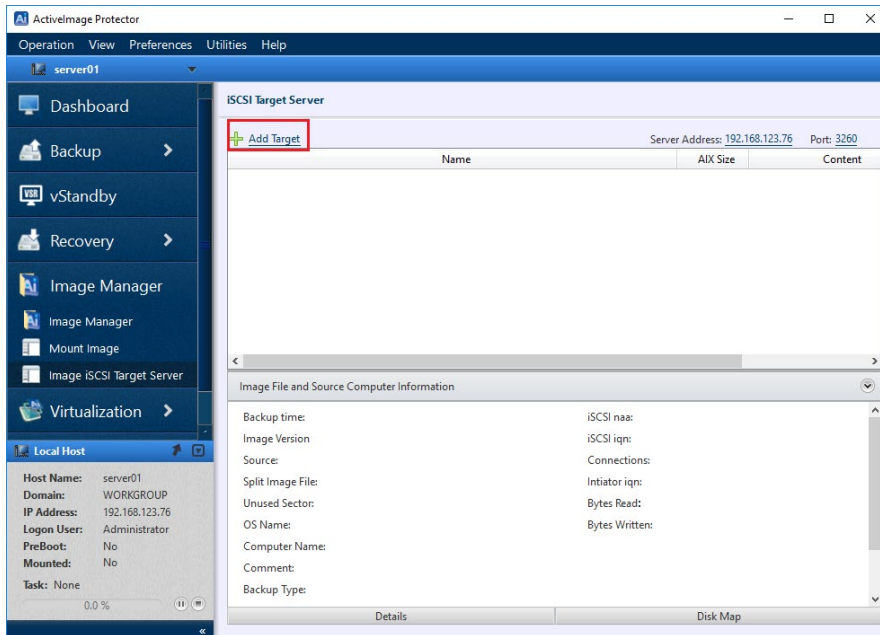 Ai ActiveImage Protector
Operation View Preferences Utilities Help
server01
Dashboard
Backup
VSR vStandby
Recovery
Ai Image Manager
Ai Image Manager
Mount Image
Image iSCSI Target Server
Virtualization
Local Host
Host Name: server01
Domain: WORKGROUP
IP Address: 192.168.123.76
Logon User: Administrator
PreBoot: No
Mounted: No
Task: None
0.0 %
iSCSI Target Server
Add Target
Server Address: 192.168.123.76 Port: 3260
Name AIX Size Content
Image File and Source Computer Information
Backup time:
Image Version
Source:
Split Image File:
Unused Sector:
OS Name:
Computer Name:
Comment:
Backup Type:
iSCSI naa:
iSCSI iqn:
Connections:
Intiator iqn:
Bytes Read:
Bytes Written:
Details Disk Map